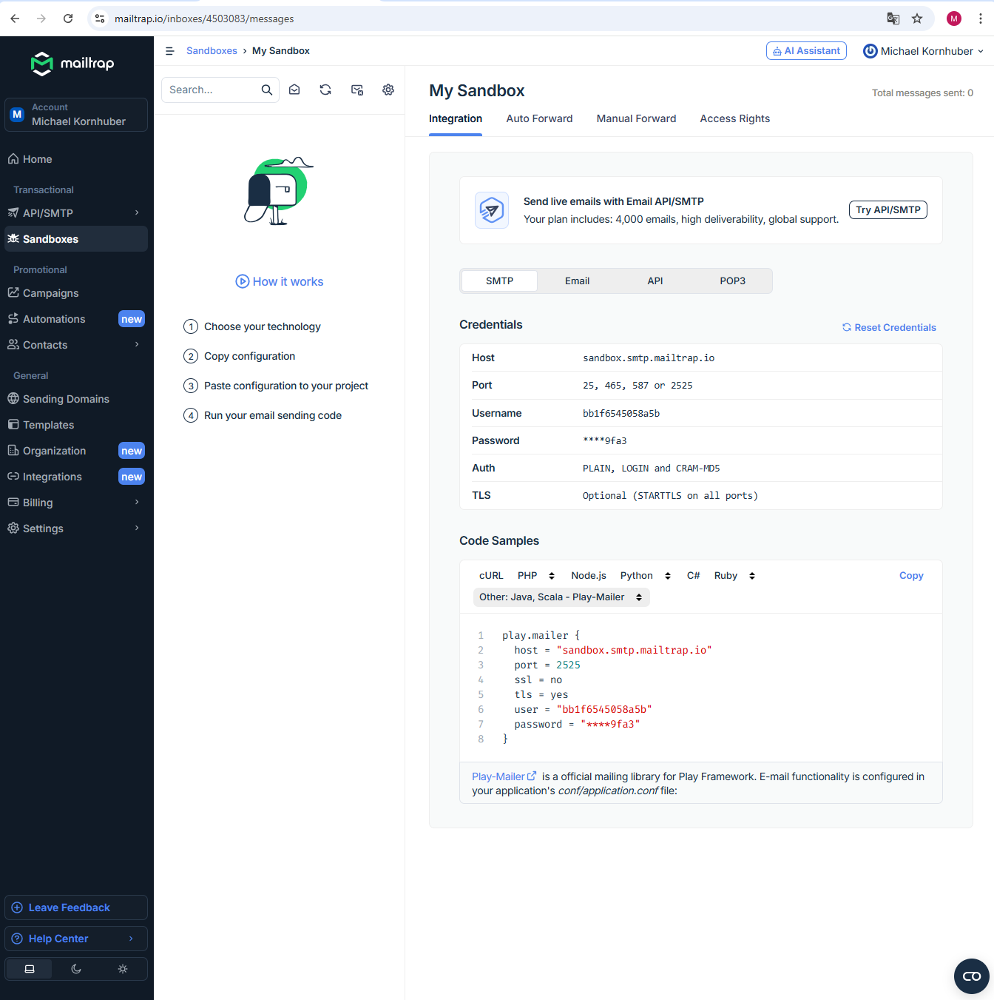 mailtrap.io/inboxes/4503083/messages
M
mailtrap
Sandboxes › My Sandbox
AI Assistant
Michael Kornhuber
M
Account
Michael Kornhuber
Home
Transactional
API/SMTP
Sandboxes
Promotional
Campaigns
Automations new
Contacts
General
Sending Domains
Templates
Organization new
Integrations new
Billing
Settings
Leave Feedback
Help Center
Search...
How it works
1 Choose your technology
2 Copy configuration
3 Paste configuration to your project
4 Run your email sending code
My Sandbox
Total messages sent: 0
Integration Auto Forward Manual Forward Access Rights
Send live emails with Email API/SMTP
Your plan includes: 4,000 emails, high deliverability, global support.
Try API/SMTP
SMTP Email API POP3
Credentials
Reset Credentials
Host sandbox.smtp.mailtrap.io
Port 25, 465, 587 or 2525
Username bb1f6545058a5b
Password ****9fa3
Auth PLAIN, LOGIN and CRAM-MD5
TLS Optional (STARTTLS on all ports)
Code Samples
cURL PHP Node.js Python C# Ruby Copy
Other: Java, Scala - Play-Mailer
1 play.mailer {
2 host = "sandbox.smtp.mailtrap.io"
3 port = 2525
4 ssl = no
5 tls = yes
6 user = "bb1f6545058a5b"
7 password = "****9fa3"
8 }
Play-Mailer is a official mailing library for Play Framework. E-mail functionality is configured in
your application's conf/application.conf file: